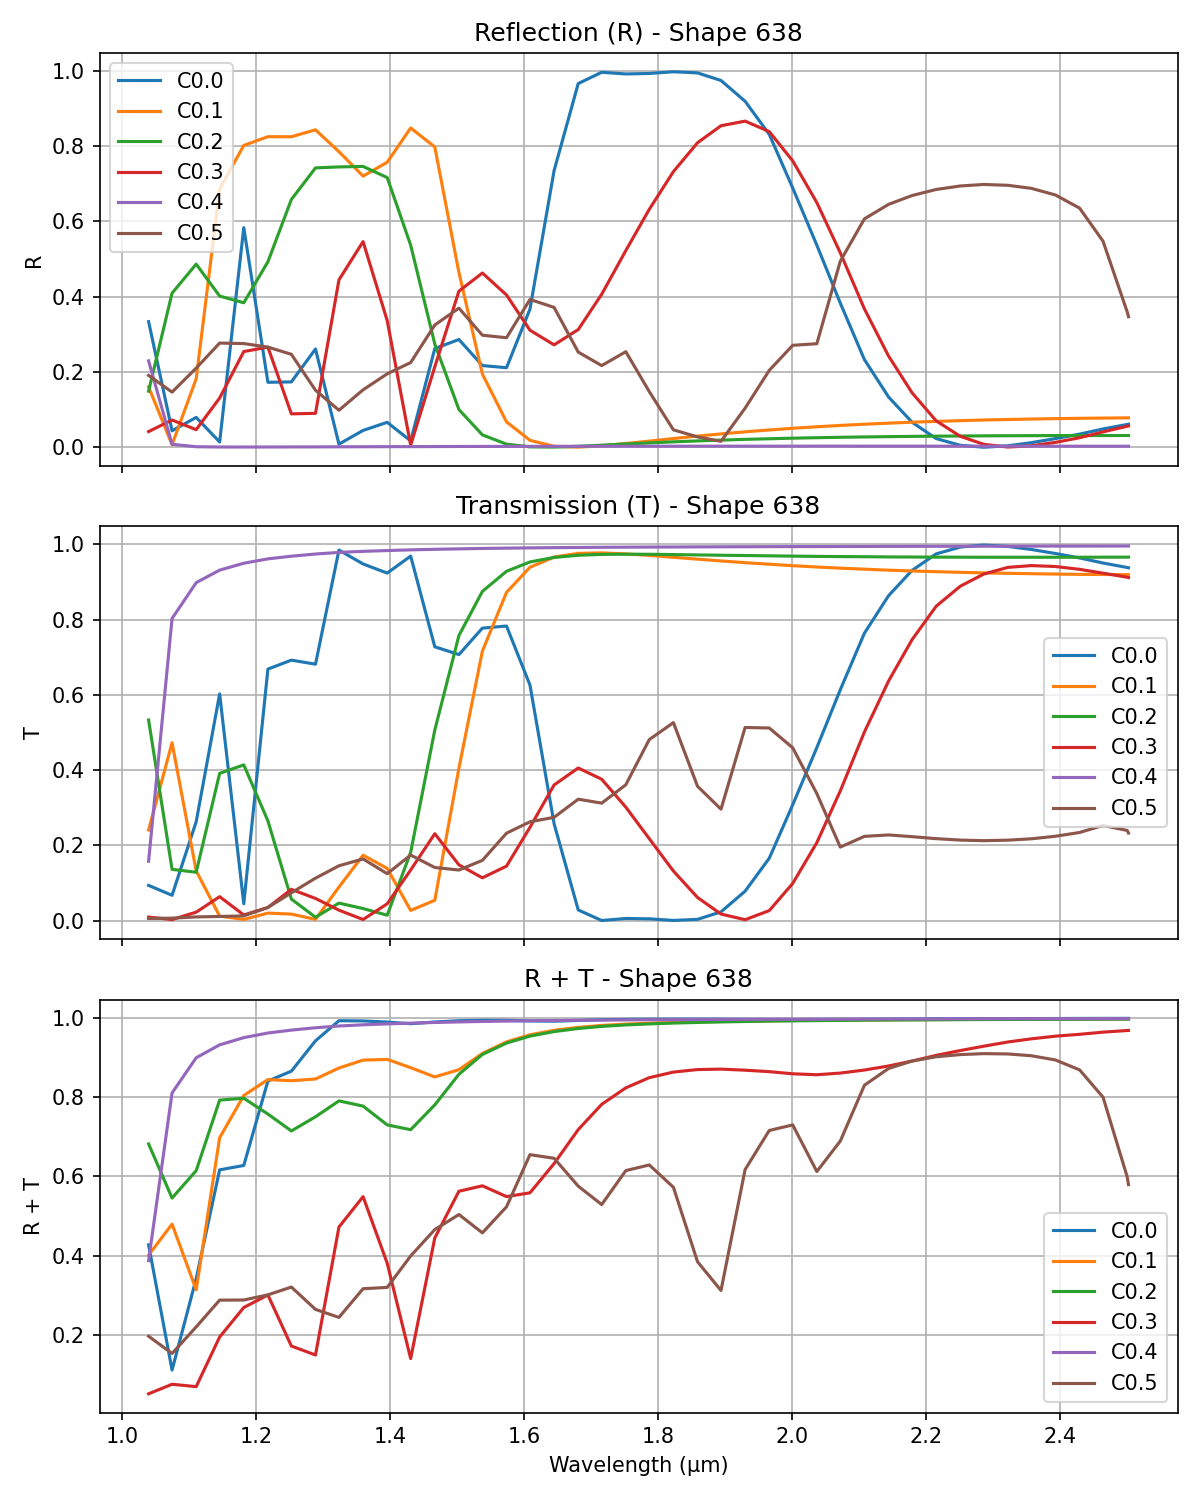 Reflection (R) - Shape 638
1.0
0.8
0.6
0.4
0.2
0.0
R
C0.0
C0.1
C0.2
C0.3
C0.4
C0.5
Transmission (T) - Shape 638
1.0
0.8
0.6
0.4
0.2
0.0
T
C0.0
C0.1
C0.2
C0.3
C0.4
C0.5
R + T - Shape 638
1.0
0.8
0.6
0.4
0.2
R + T
C0.0
C0.1
C0.2
C0.3
C0.4
C0.5
1.0 1.2 1.4 1.6 1.8 2.0 2.2 2.4
Wavelength (μm)